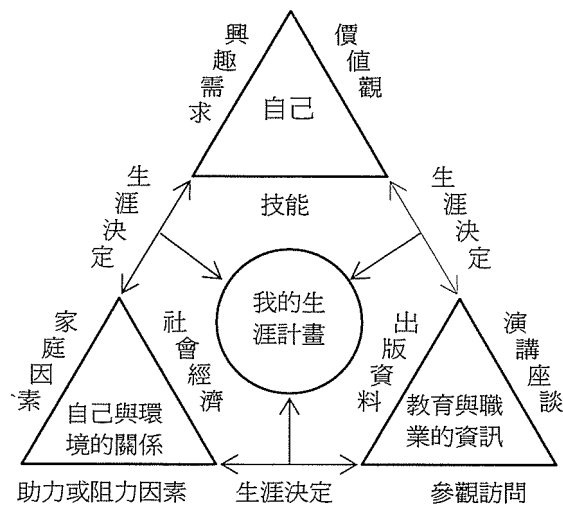 興趣需求
價值觀
自己
技能
生涯決定
生涯決定
我的生
涯計畫
家庭因素
社會經濟
自己與環
境的關係
助力或阻力因素
出版資料
演講座談
教育與職
業的資訊
參觀訪問
生涯決定